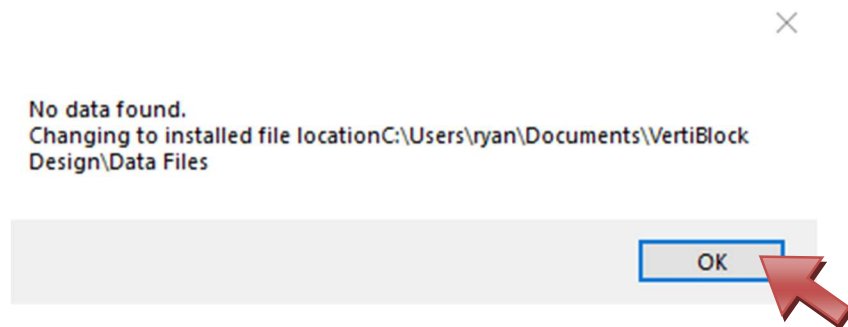 No data found.
Changing to installed file locationC:\Users\ryan\Documents\VertiBlock
Design\Data Files
OK